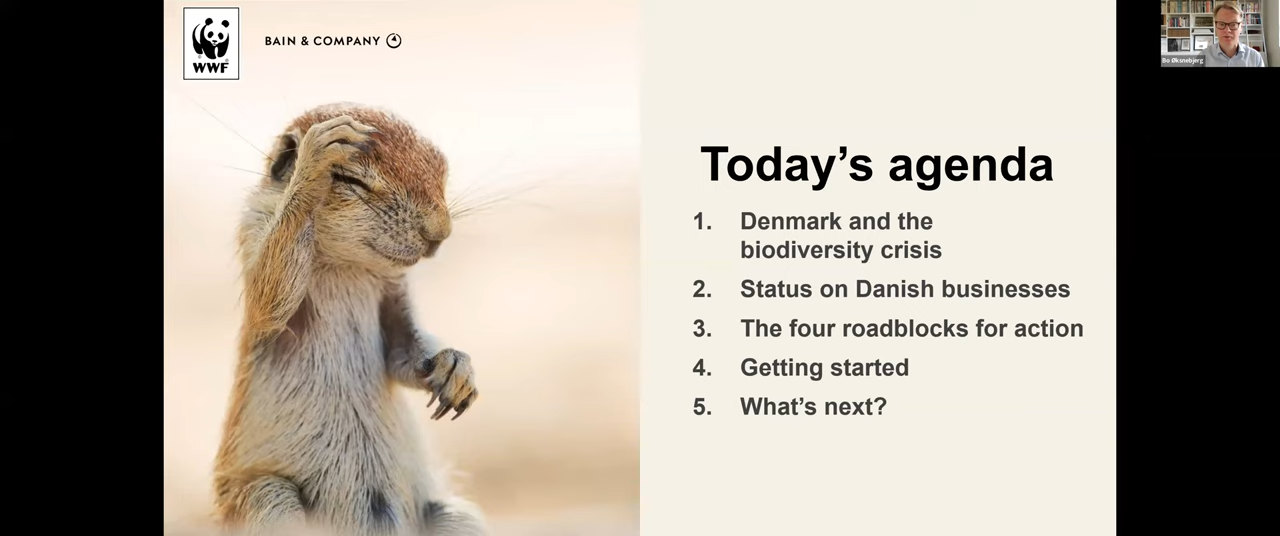 WWF
BAIN & COMPANY
Bo Øksnebjerg
Today’s agenda
1. Denmark and the
biodiversity crisis
2. Status on Danish businesses
3. The four roadblocks for action
4. Getting started
5. What’s next?